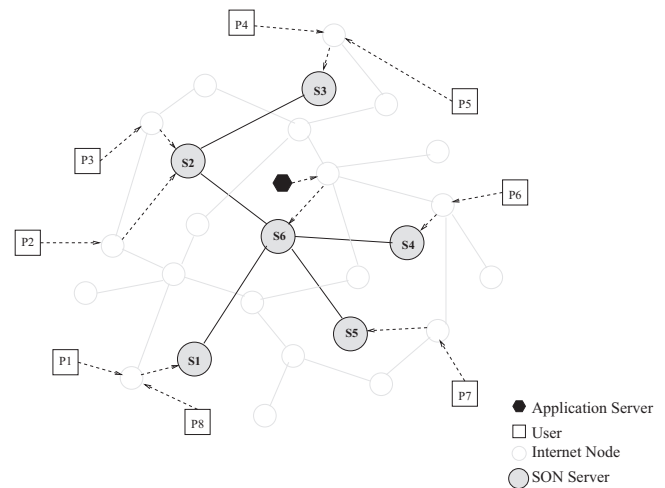 P4
S3
P5
P3
S2
P6
P2
S6
S4
S5
P1
S1
P7
P8
Application Server
User
Internet Node
SON Server